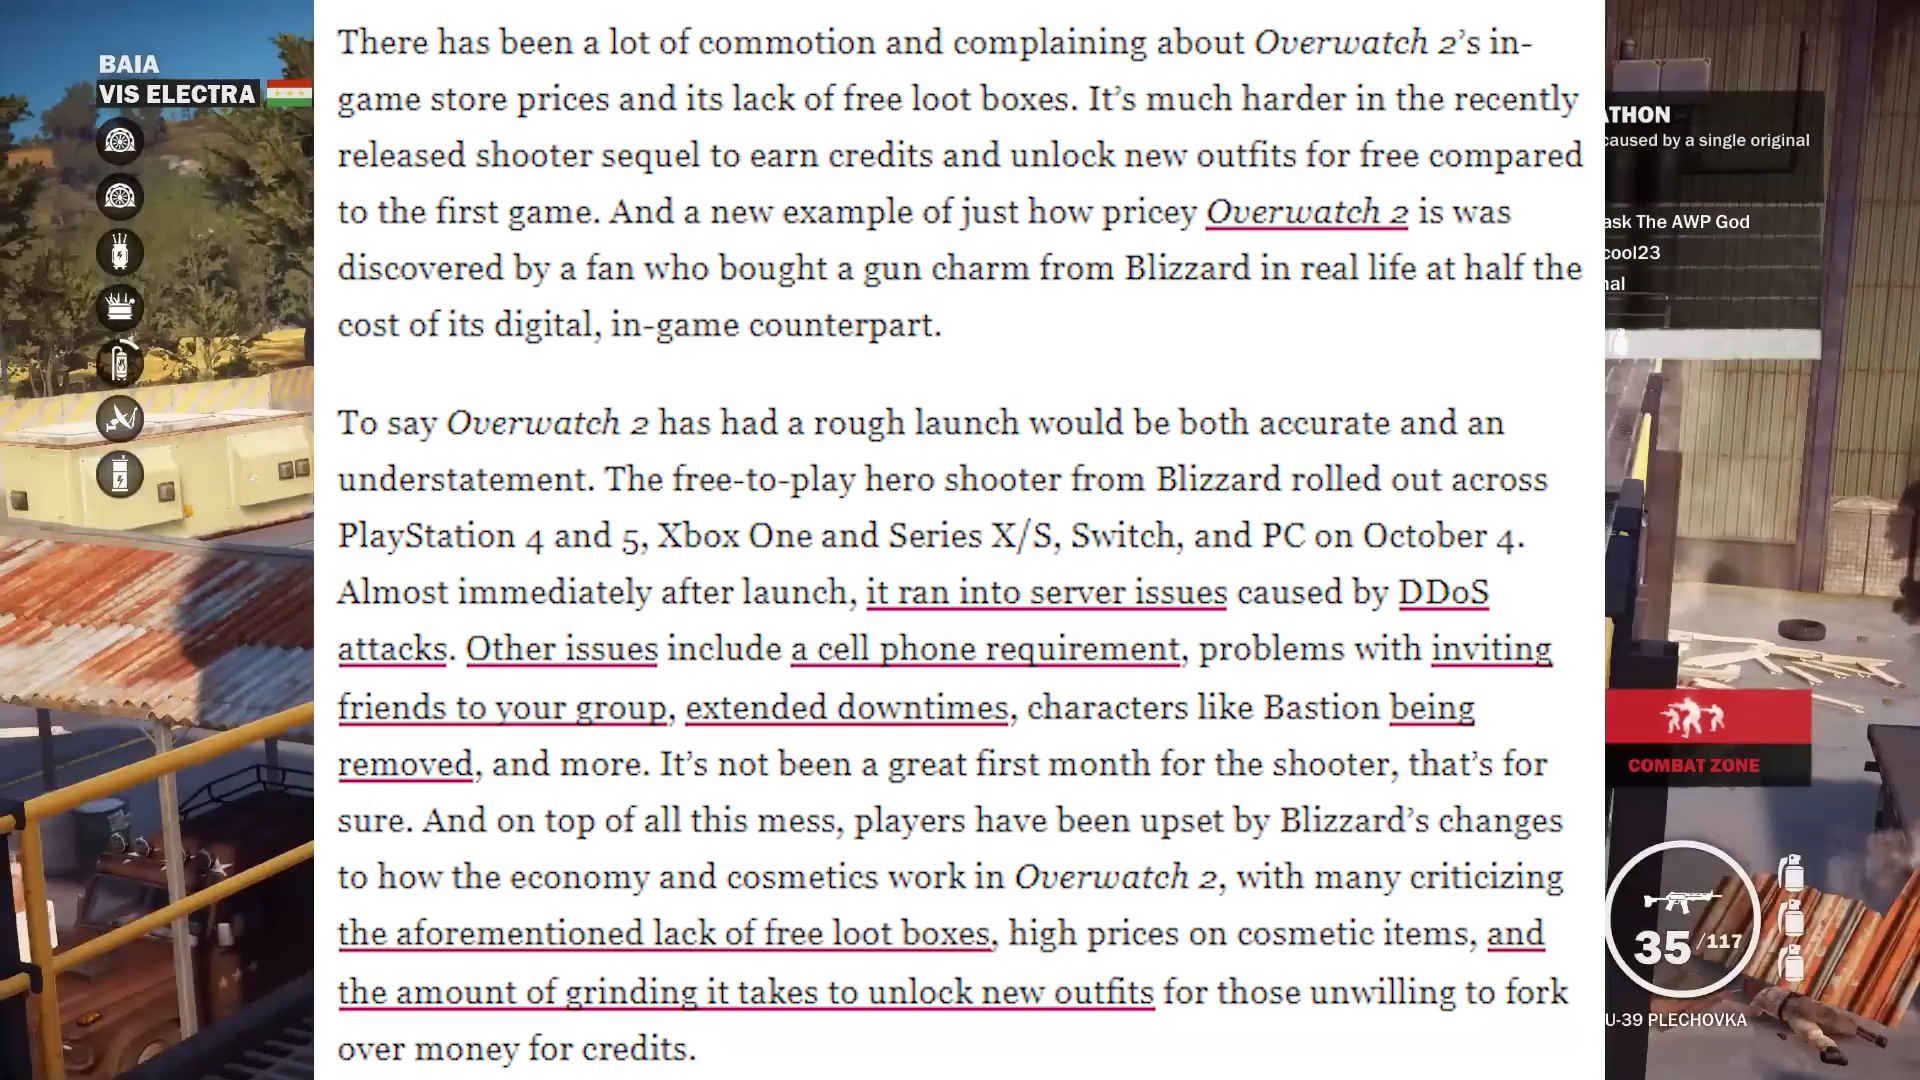 BAIA
VIS ELECTRA
There has been a lot of commotion and complaining about Overwatch 2’s in-
game store prices and its lack of free loot boxes. It’s much harder in the recently
released shooter sequel to earn credits and unlock new outfits for free compared
to the first game. And a new example of just how pricey Overwatch 2 is was
discovered by a fan who bought a gun charm from Blizzard in real life at half the
cost of its digital, in-game counterpart.
To say Overwatch 2 has had a rough launch would be both accurate and an
understatement. The free-to-play hero shooter from Blizzard rolled out across
PlayStation 4 and 5, Xbox One and Series X/S, Switch, and PC on October 4.
Almost immediately after launch, it ran into server issues caused by DDoS
attacks. Other issues include a cell phone requirement, problems with inviting
friends to your group, extended downtimes, characters like Bastion being
removed, and more. It’s not been a great first month for the shooter, that’s for
sure. And on top of all this mess, players have been upset by Blizzard’s changes
to how the economy and cosmetics work in Overwatch 2, with many criticizing
the aforementioned lack of free loot boxes, high prices on cosmetic items, and
the amount of grinding it takes to unlock new outfits for those unwilling to fork
over money for credits.
ATHON
caused by a single original
ask The AWP God
cool23
nal
COMBAT ZONE
35/117
U-39 PLECHOVKA